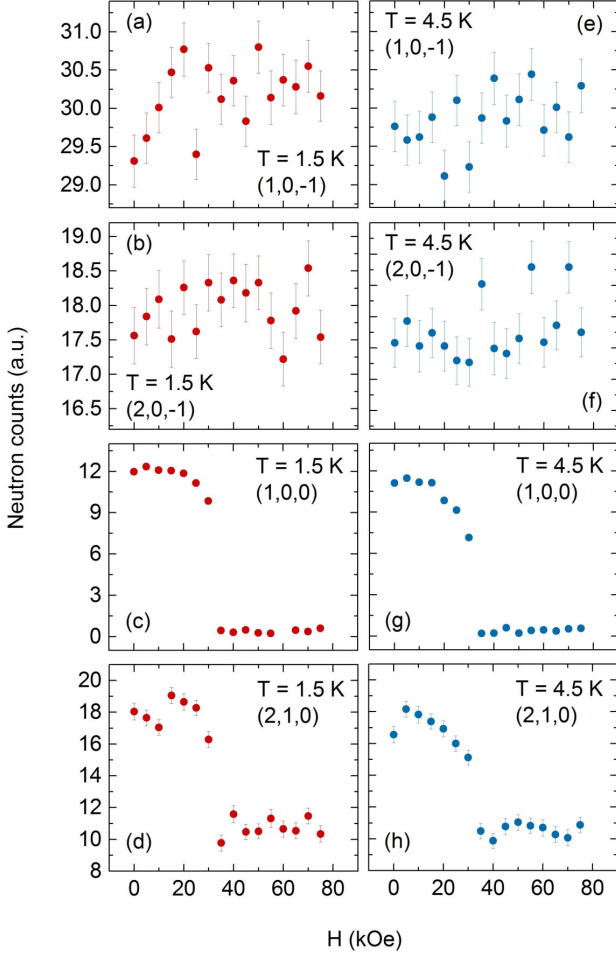 (a)
31.0
30.5
30.0
29.5
29.0
T = 1.5 K
(1,0,-1)
T = 4.5 K
(1,0,-1)
(e)
(b)
19.0
18.5
18.0
17.5
17.0
16.5
T = 1.5 K
(2,0,-1)
T = 4.5 K
(2,0,-1)
(f)
Neutron counts (a.u.)
12
9
6
3
0
T = 1.5 K
(1,0,0)
(c)
T = 4.5 K
(1,0,0)
(g)
20
18
16
14
12
10
8
T = 1.5 K
(2,1,0)
(d)
T = 4.5 K
(2,1,0)
(h)
0 20 40 60 80
0 20 40 60 80
H (kOe)